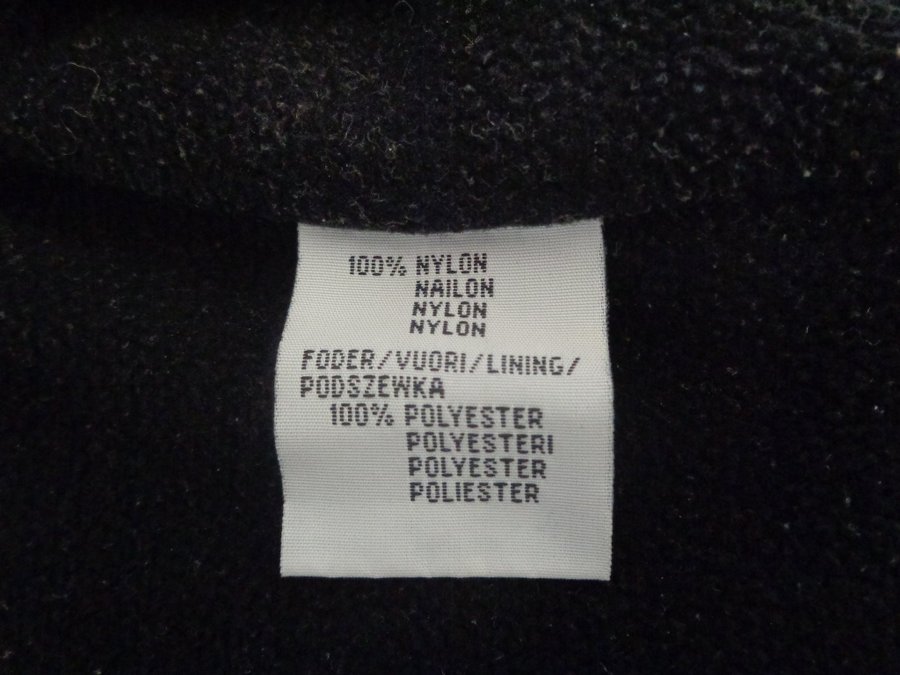 100% NYLON
NAILON
NYLON
NYLON
FODER/VUORI/LINING/
PODSZEWKA
100% POLYESTER
POLYESTERI
POLYESTER
POLIESTER